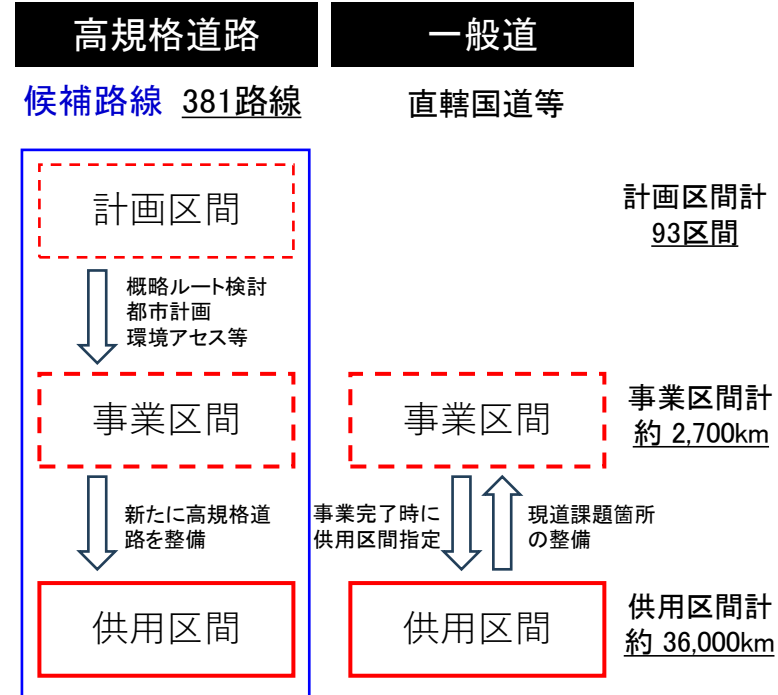 高規格道路
一般道
候補路線 381路線
直轄国道等
計画区間
計画区間計
93区間
概略ルート検討
都市計画
環境アセス等
事業区間
事業区間
事業区間計
約 2,700km
新たに高規格道
路を整備
事業完了時に
供用区間指定
現道課題箇所
の整備
供用区間
供用区間
供用区間計
約 36,000km